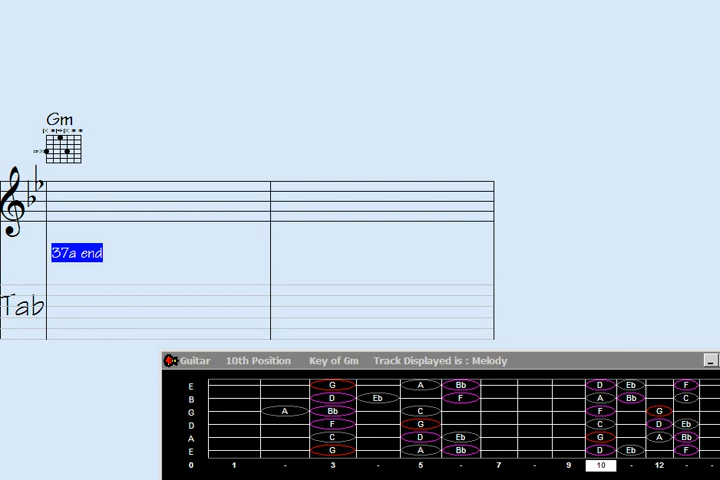 Gm
37a end
Tab
Guitar 10th Position Key of Gm Track Displayed is : Melody
E G A Bb D Eb F
B D Eb F A Bb C
G A Bb C F G
D F G C D Eb
A C D Eb G A Bb
E G A Bb D Eb F
0 1 - 3 - 5 - 7 - 9 10 - 12 - -